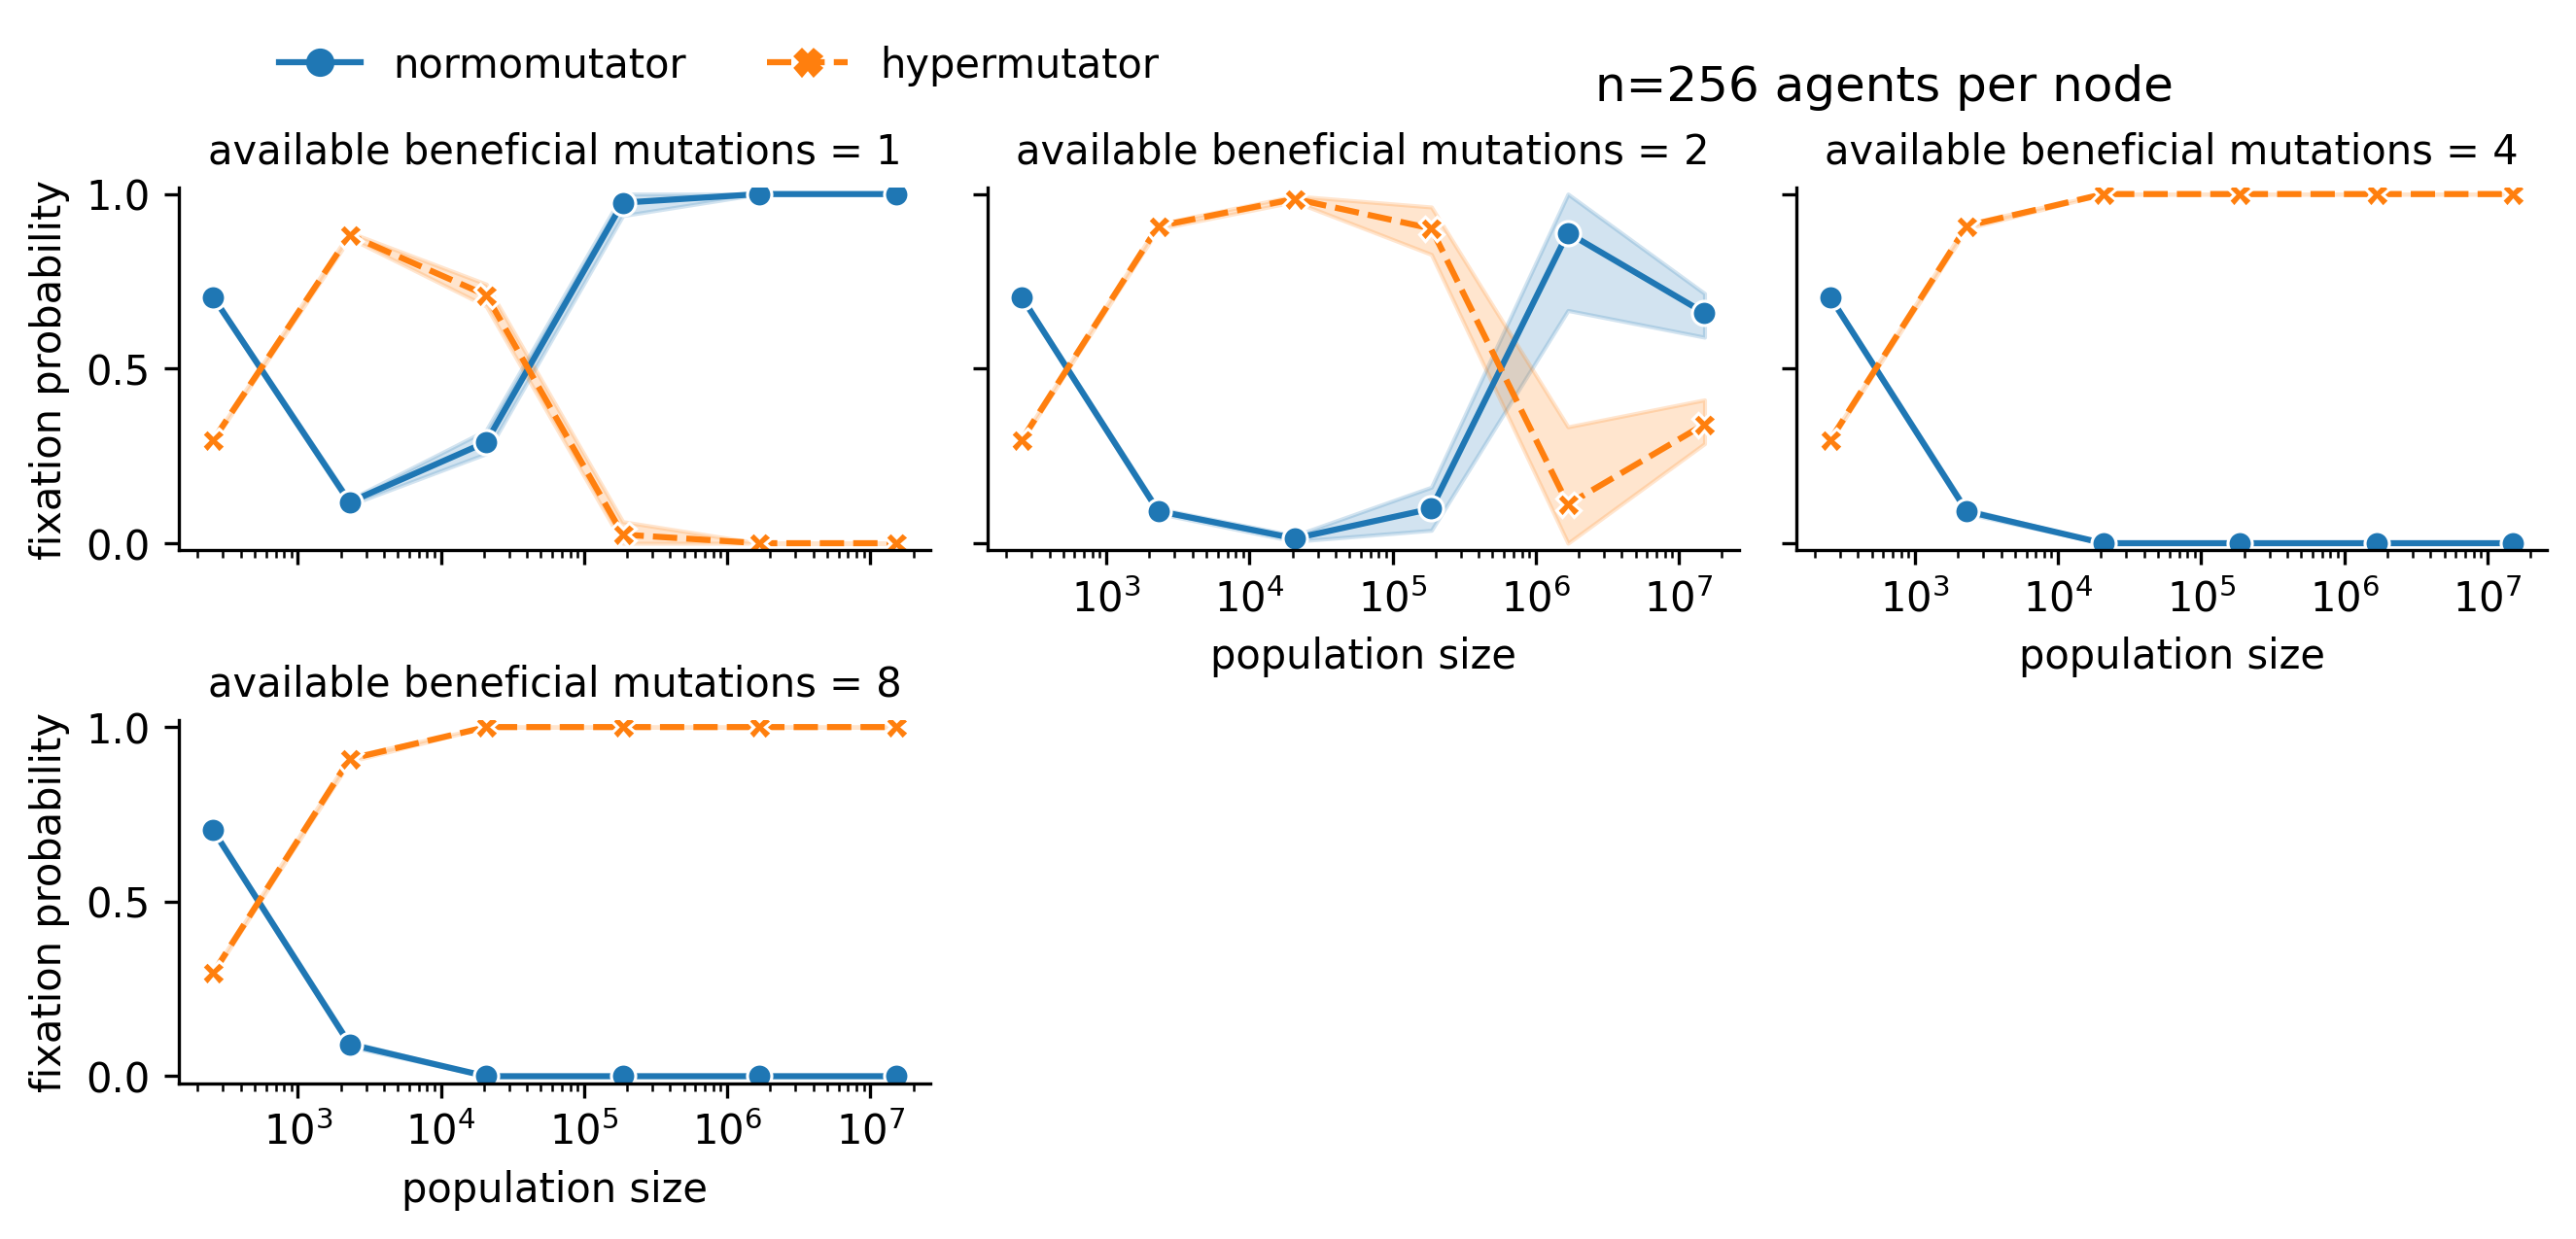 normomutator hypermutator
n=256 agents per node
available beneficial mutations = 1
available beneficial mutations = 2
available beneficial mutations = 4
fixation probability
1.0
0.5
0.0
10³ 10⁴ 10⁵ 10⁶ 10⁷
population size
10³ 10⁴ 10⁵ 10⁶ 10⁷
population size
available beneficial mutations = 8
fixation probability
1.0
0.5
0.0
10³ 10⁴ 10⁵ 10⁶ 10⁷
population size